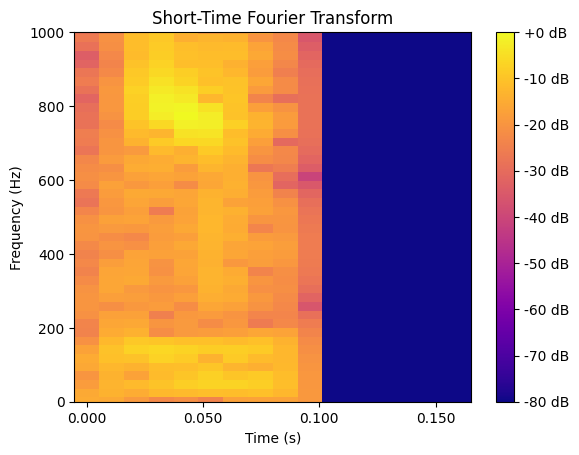 Short-Time Fourier Transform
1000
800
600
400
200
0
Frequency (Hz)
0.000
0.050
0.100
0.150
Time (s)
+0 dB
-10 dB
-20 dB
-30 dB
-40 dB
-50 dB
-60 dB
-70 dB
-80 dB